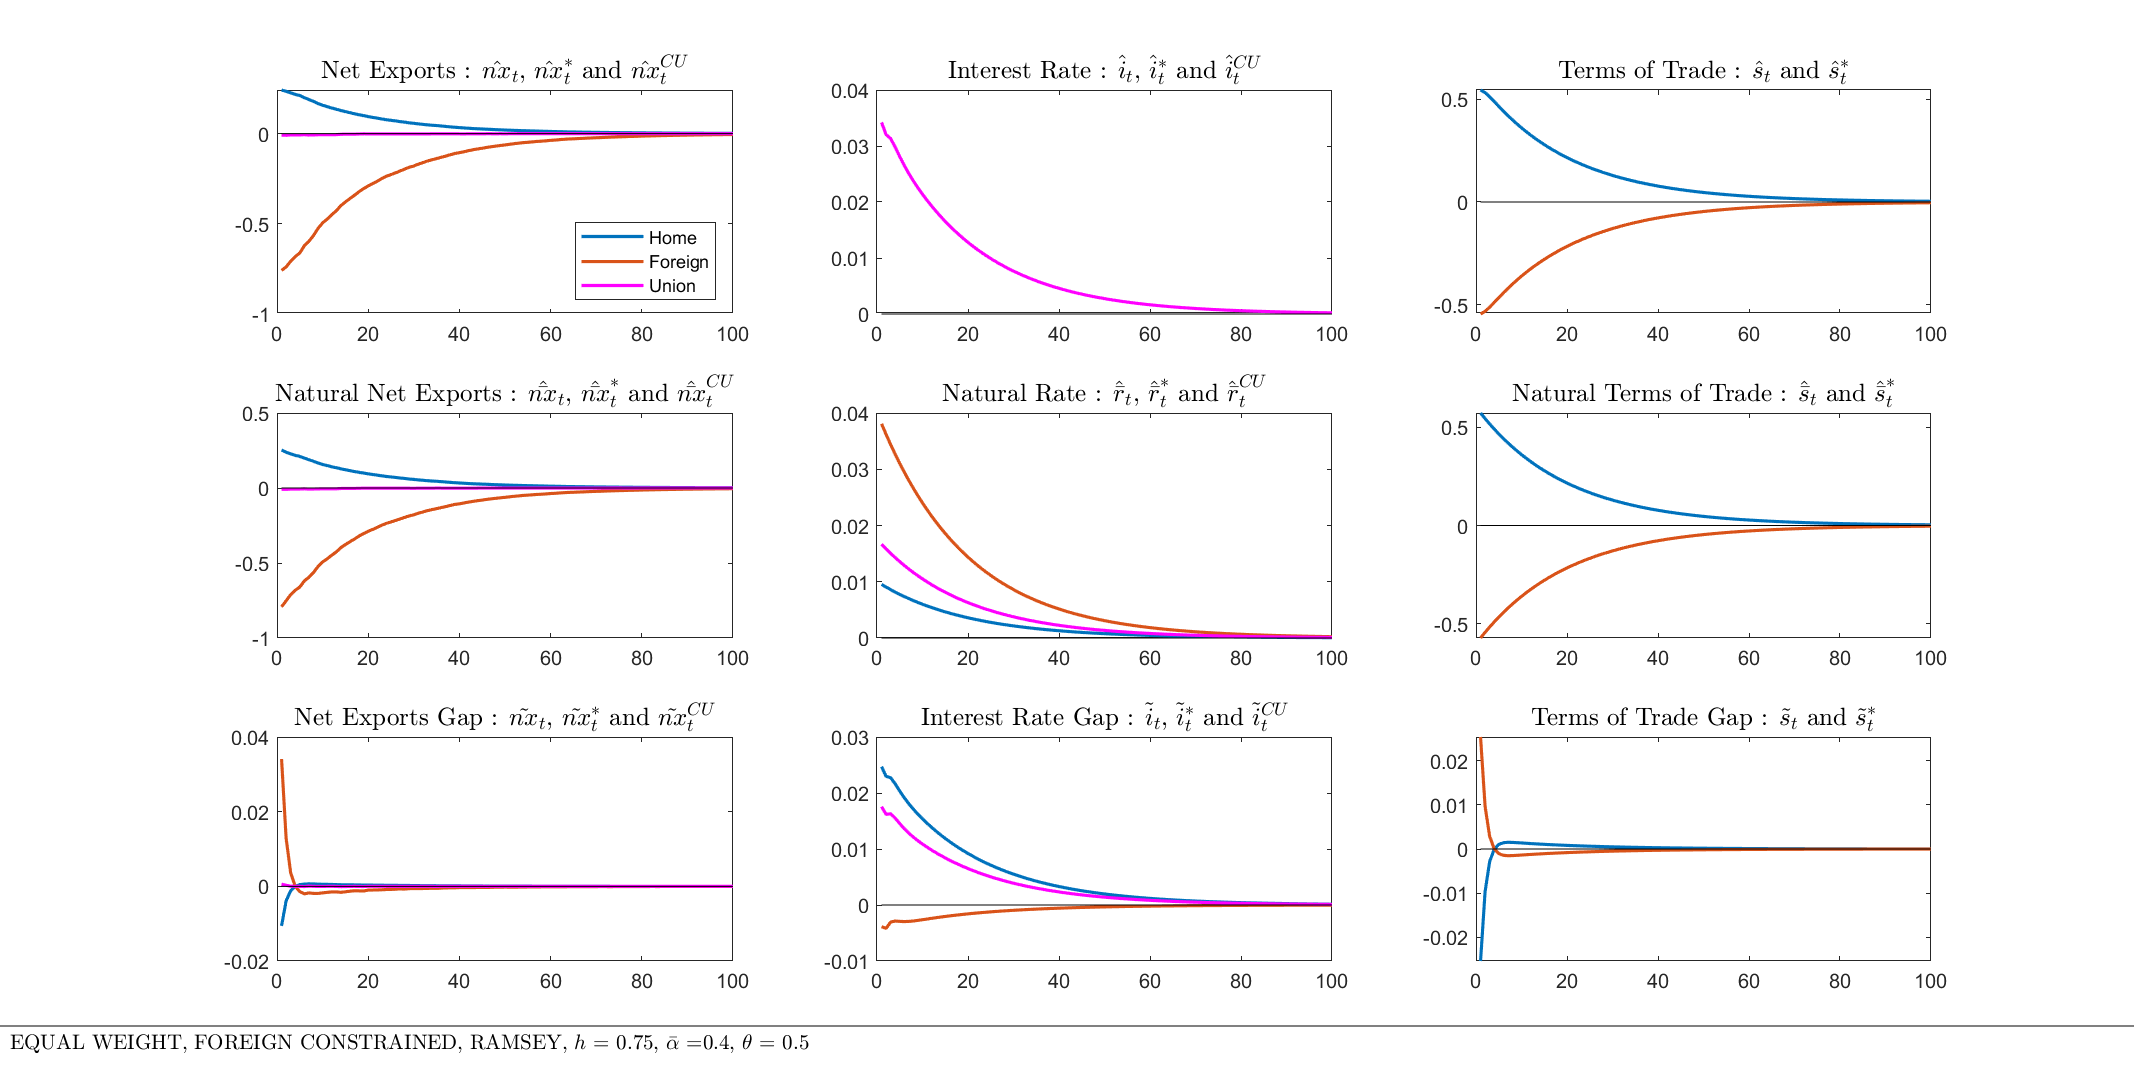 Net Exports : n̂x_t, n̂x_t^* and n̂x_t^{CU}
0
-0.5
-1
0 20 40 60 80 100
Home
Foreign
Union
Interest Rate : î_t, î_t^* and î_t^{CU}
0.04
0.03
0.02
0.01
0
0 20 40 60 80 100
Terms of Trade : ŝ_t and ŝ_t^*
0.5
0
-0.5
0 20 40 60 80 100
Natural Net Exports : n̄̂x_t, n̄̂x_t^* and n̄̂x_t^{CU}
0.5
0
-0.5
-1
0 20 40 60 80 100
Natural Rate : r̄̂_t, r̄̂_t^* and r̄̂_t^{CU}
0.04
0.03
0.02
0.01
0
0 20 40 60 80 100
Natural Terms of Trade : s̄̂_t and s̄̂_t^*
0.5
0
-0.5
0 20 40 60 80 100
Net Exports Gap : ñx_t, ñx_t^* and ñx_t^{CU}
0.04
0.02
0
-0.02
0 20 40 60 80 100
Interest Rate Gap : ĩ_t, ĩ_t^* and ĩ_t^{CU}
0.03
0.02
0.01
0
-0.01
0 20 40 60 80 100
Terms of Trade Gap : s̃_t and s̃_t^*
0.02
0.01
0
-0.01
-0.02
0 20 40 60 80 100
EQUAL WEIGHT, FOREIGN CONSTRAINED, RAMSEY, h = 0.75, ᾱ =0.4, θ = 0.5